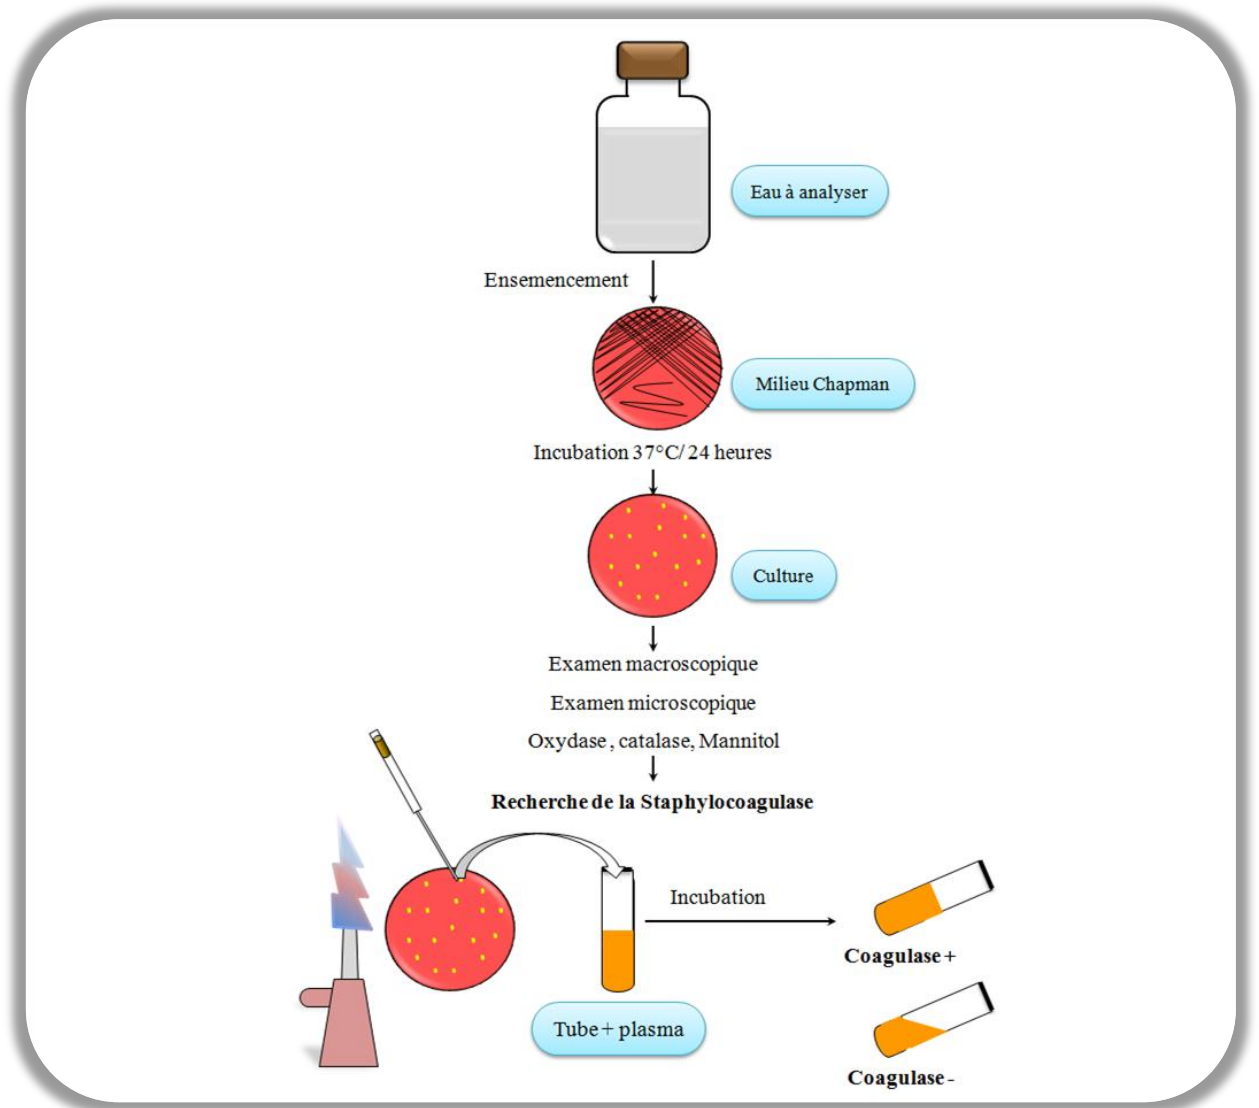 Eau à analyser
Ensemencement
Milieu Chapman
Incubation 37°C/ 24 heures
Culture
Examen macroscopique
Examen microscopique
Oxydase , catalase, Mannitol
Recherche de la Staphylocoagulase
Incubation
Coagulase +
Tube + plasma
Coagulase -